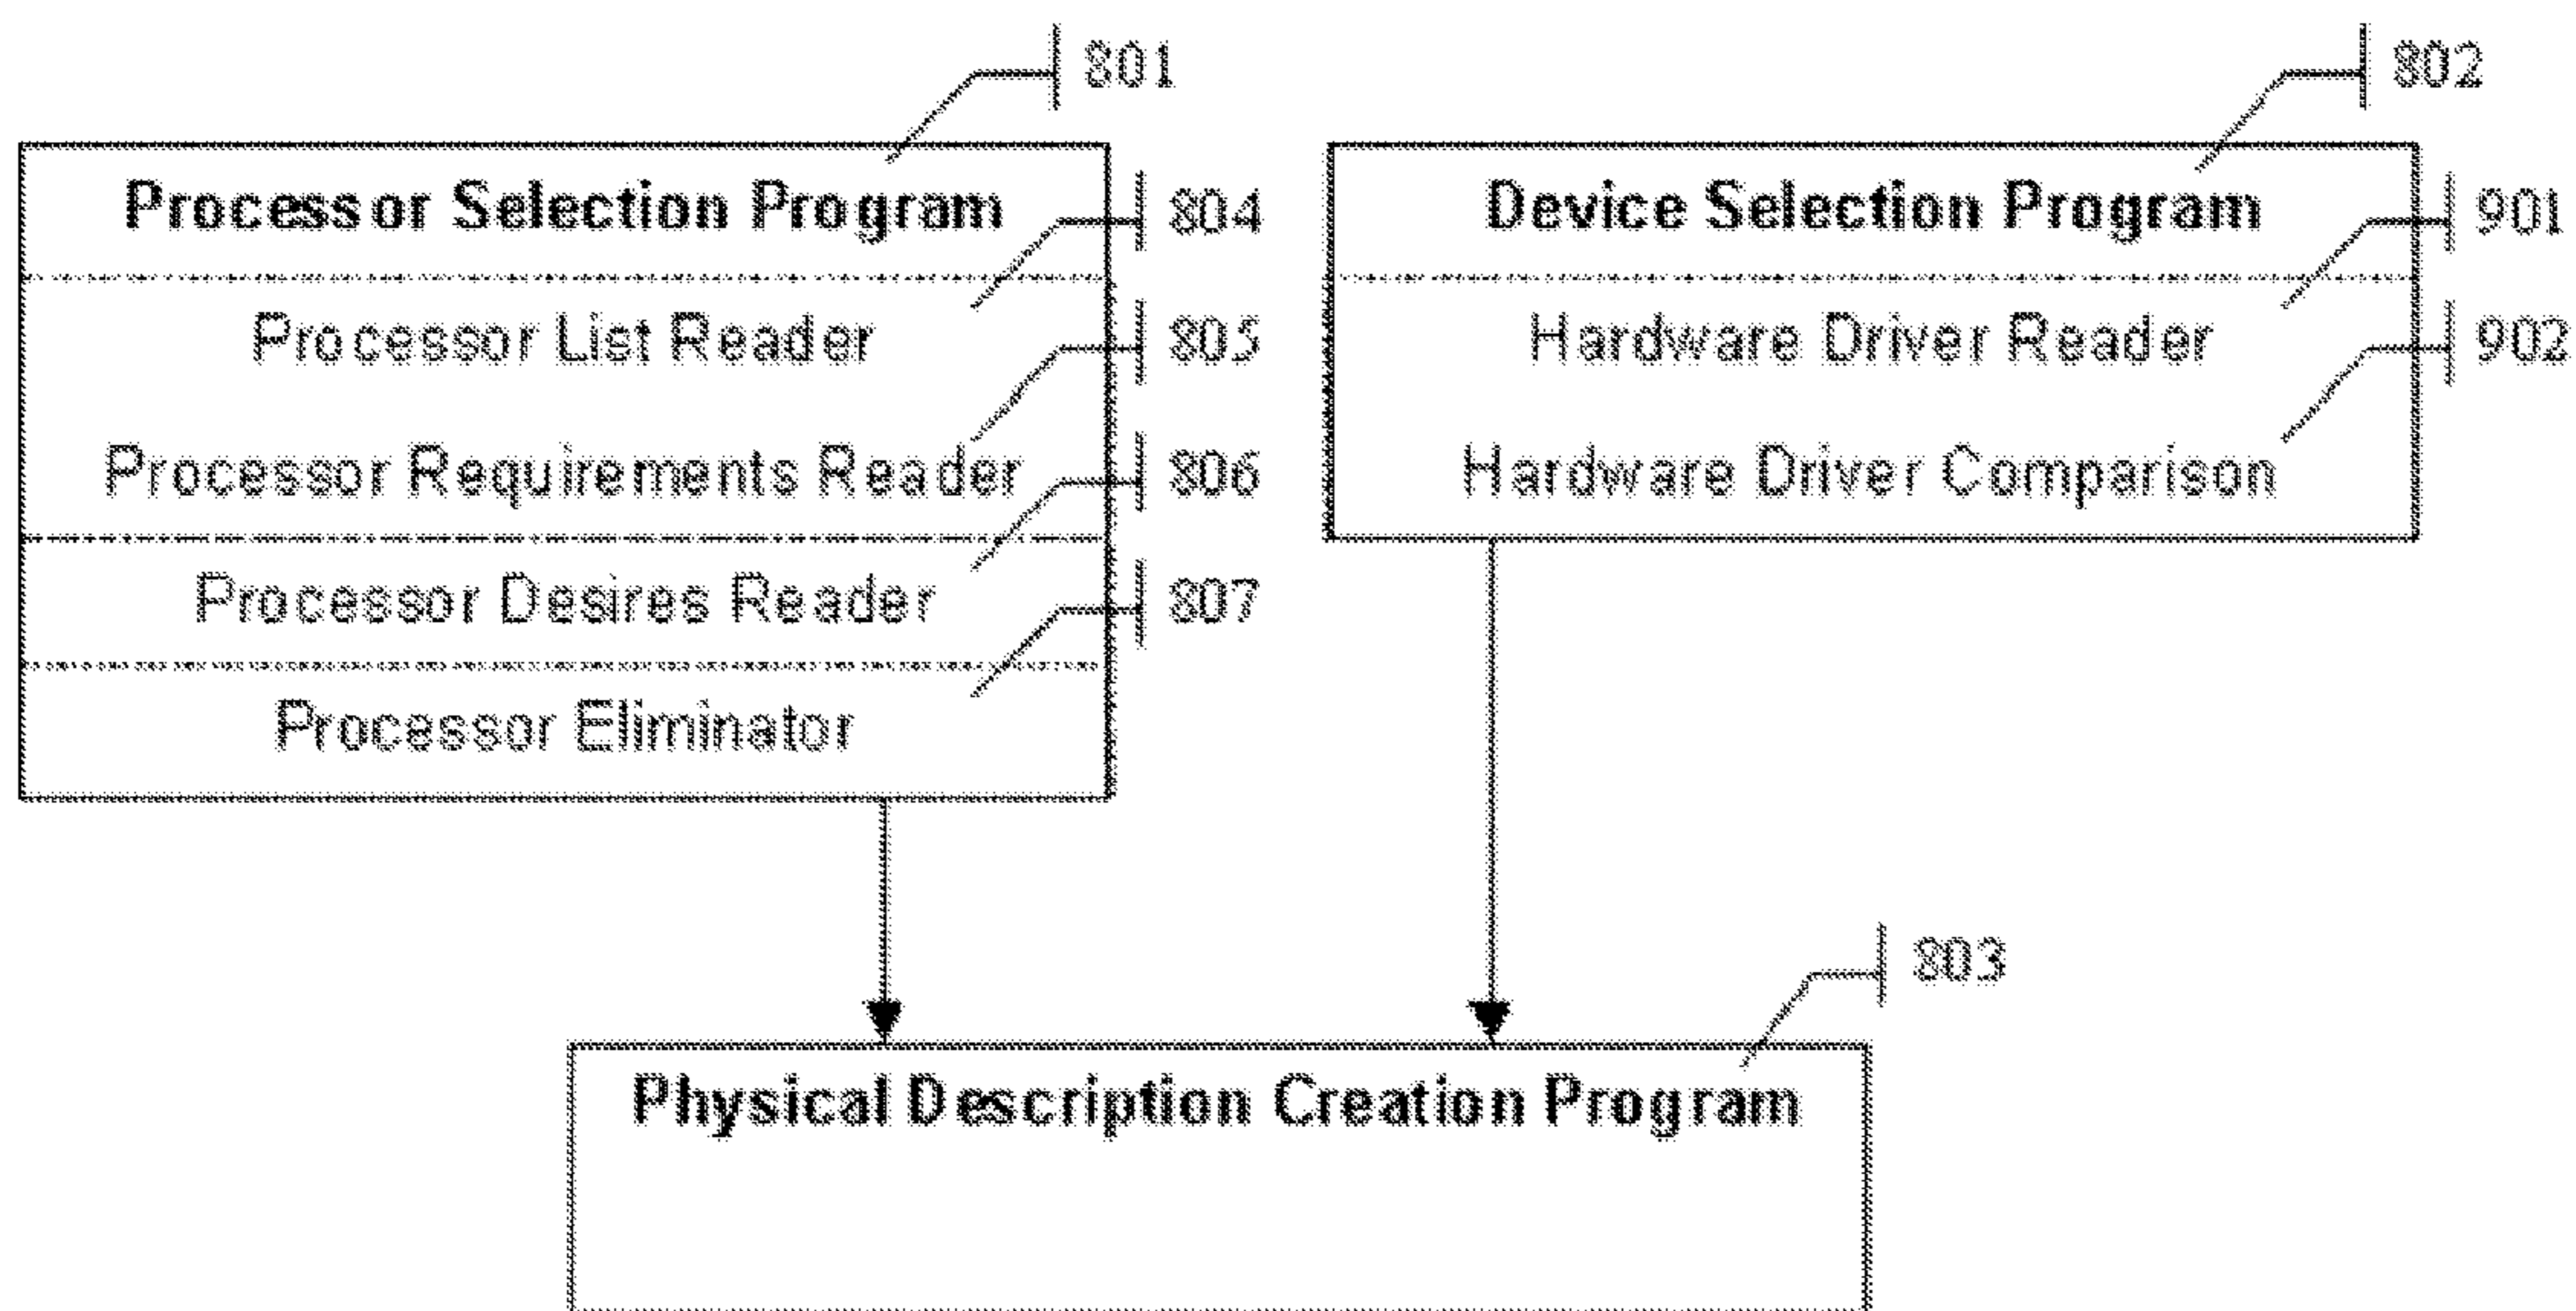 801
Processor Selection Program
804
Processor List Reader
805
Processor Requirements Reader
806
Processor Desires Reader
807
Processor Eliminator
802
Device Selection Program
901
Hardware Driver Reader
902
Hardware Driver Comparison
803
Physical Description Creation Program